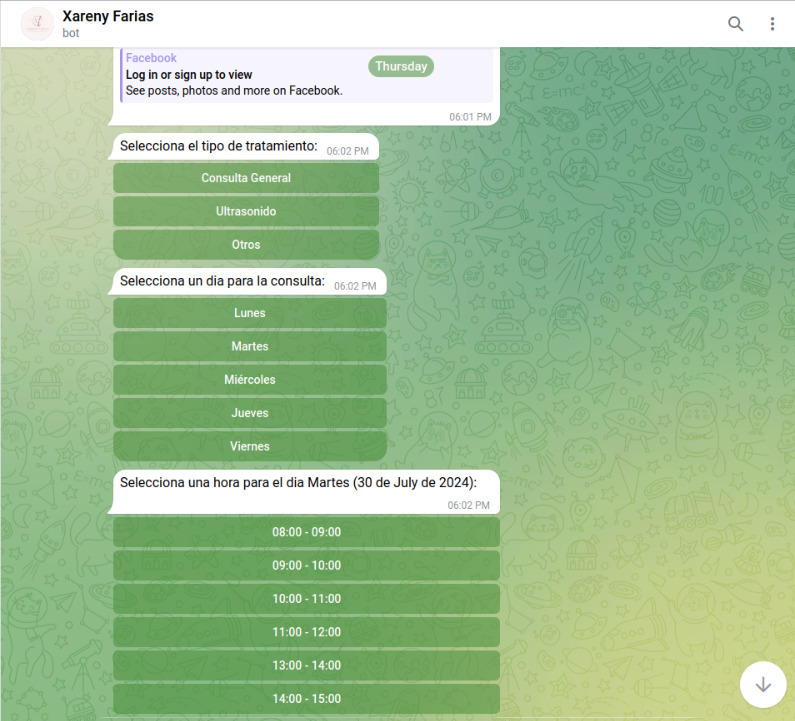 Xareny Farias
bot
Facebook
Log in or sign up to view
Thursday
See posts, photos and more on Facebook.
06:01 PM
Selecciona el tipo de tratamiento: 06:02 PM
Consulta General
Ultrasonido
Otros
Selecciona un dia para la consulta: 06:02 PM
Lunes
Martes
Miércoles
Jueves
Viernes
Selecciona una hora para el dia Martes (30 de July de 2024):
06:02 PM
08:00 - 09:00
09:00 - 10:00
10:00 - 11:00
11:00 - 12:00
13:00 - 14:00
14:00 - 15:00